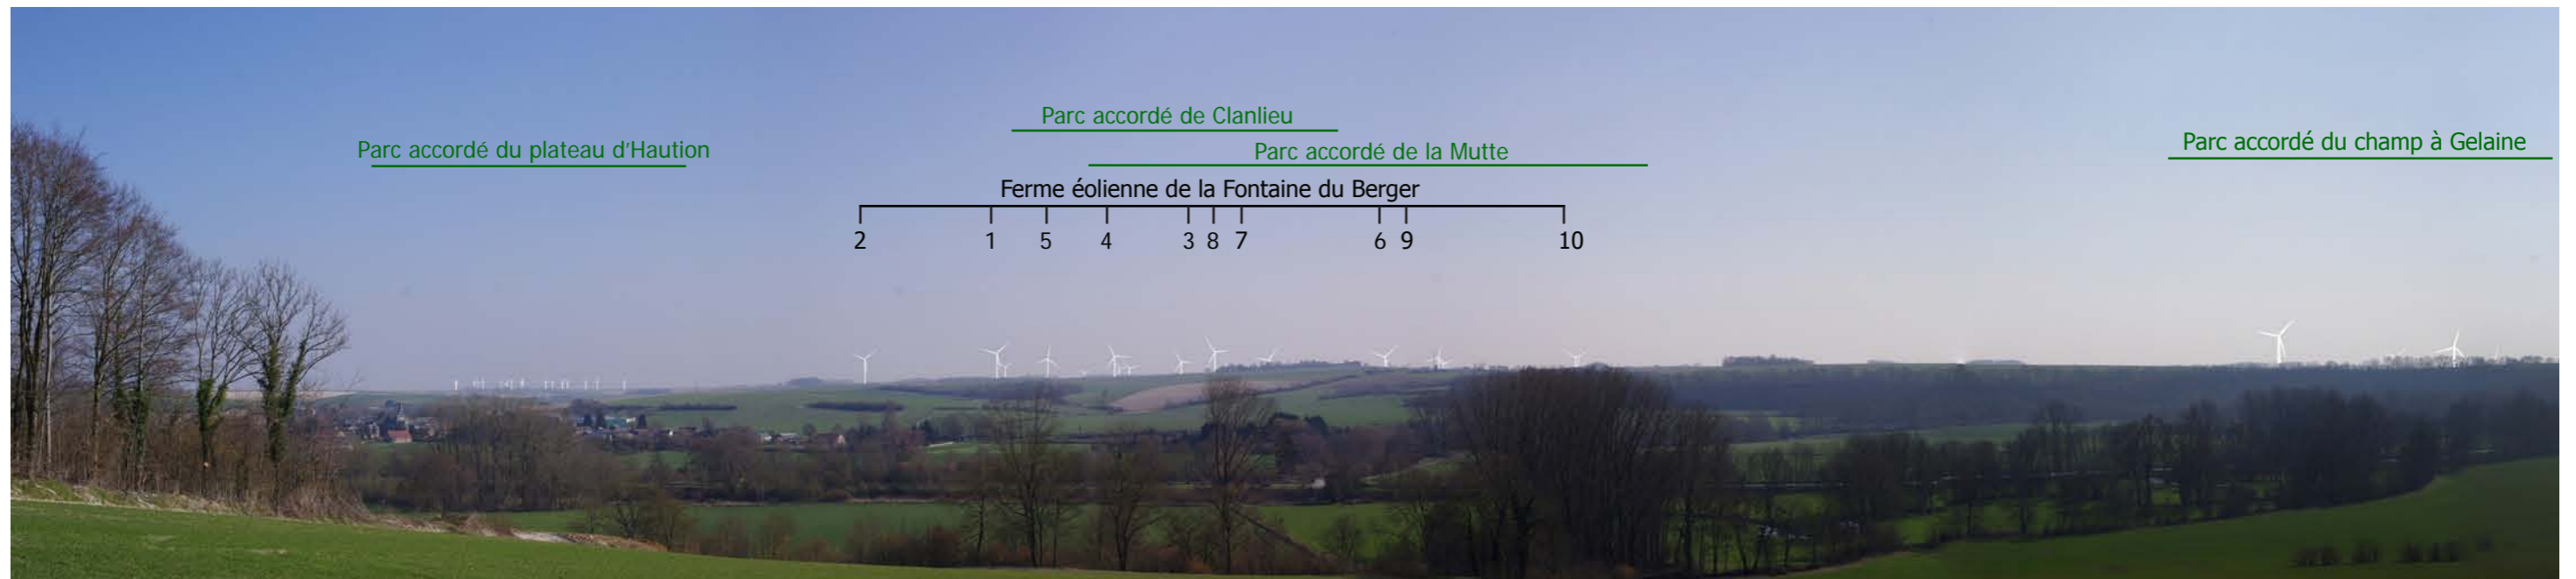 Parc accordé de Clanlieu
Parc accordé du plateau d'Haution
Parc accordé de la Mutte
Parc accordé du champ à Gelaine
Ferme éolienne de la Fontaine du Berger
2 1 5 4 3 8 7 6 9 10